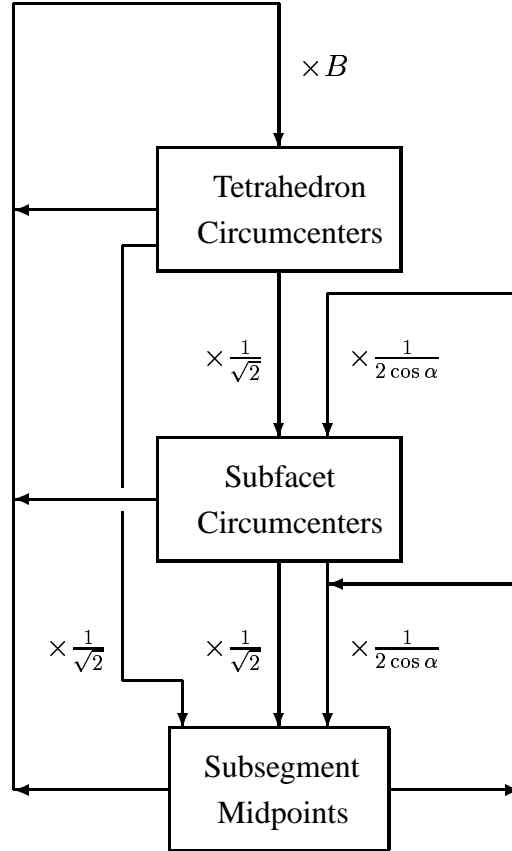 × B
Tetrahedron
Circumcenters
× 1/√2
× 1/(2 cos α)
Subfacet
Circumcenters
× 1/√2
× 1/√2
× 1/(2 cos α)
Subsegment
Midpoints